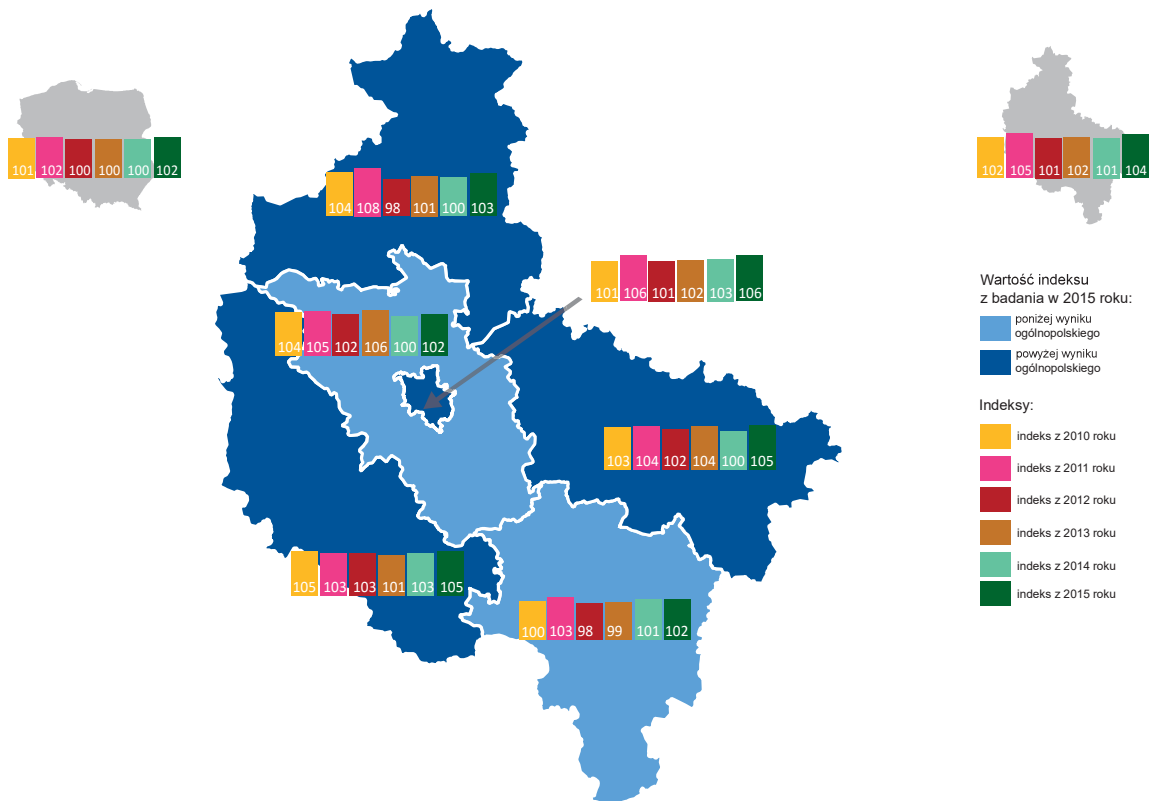 101 102 100 100 100 102
102 105 101 102 101 104
104 108 98 101 100 103
101 106 101 102 103 106
104 105 102 106 100 102
103 104 102 104 100 105
105 103 103 101 103 105
100 103 98 99 101 102
Wartość indeksu
z badania w 2015 roku:
poniżej wyniku
ogólnopolskiego
powyżej wyniku
ogólnopolskiego
Indeksy:
indeks z 2010 roku
indeks z 2011 roku
indeks z 2012 roku
indeks z 2013 roku
indeks z 2014 roku
indeks z 2015 roku